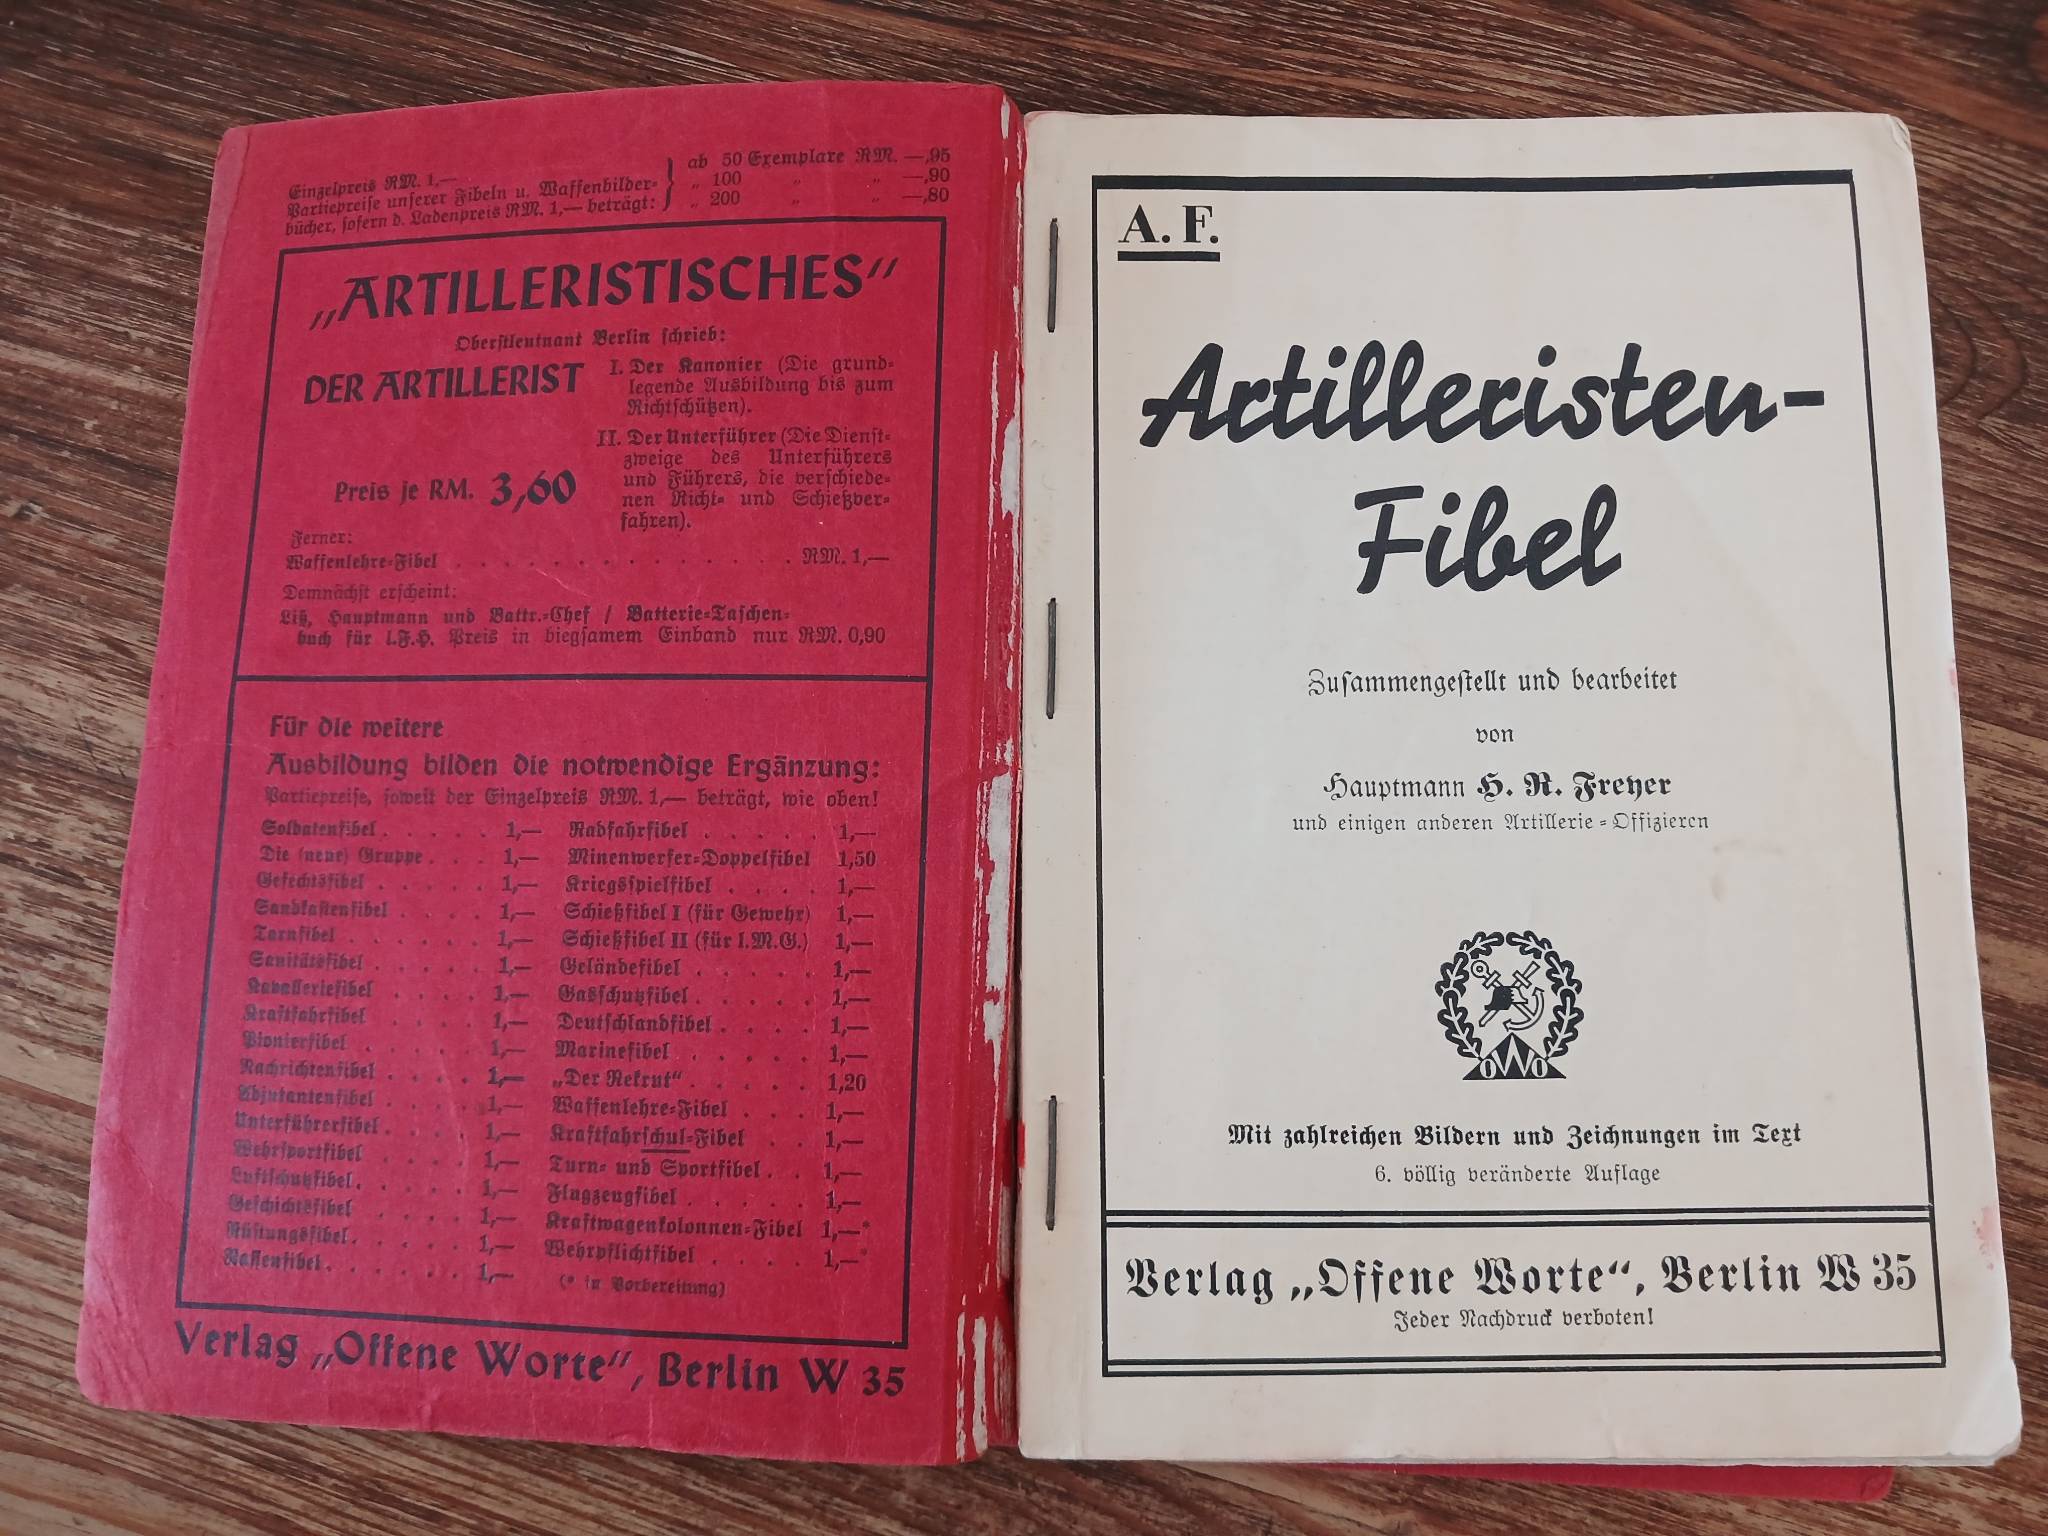 Einzelpreis RM. 1,—
Partiepreise unserer Fibeln u. Waffenbilder-
bücher, sofern d. Ladenpreis RM. 1,— beträgt:
ab 50 Exemplare RM. —,95
„ 100 „ „ —,90
„ 200 „ „ —,80
„ARTILLERISTISCHES“
Oberstleutnant Berlin schrieb:
DER ARTILLERIST
I. Der Kanonier (Die grund-
legende Ausbildung bis zum
Richtschützen).
II. Der Unterführer (Die Dienst-
zweige des Unterführers
und Führers, die verschiede-
nen Richt- und Schießver-
fahren).
Preis je RM. 3,60
Ferner:
Waffenlehre-Fibel . . . . . . . . . . . . . RM. 1,—
Demnächst erscheint:
Liß, Hauptmann und Battr.-Chef / Batterie-Taschen-
buch für l.F.H. Preis in biegsamem Einband nur RM. 0,90
Für die weitere
Ausbildung bilden die notwendige Ergänzung:
Partiepreise, soweit der Einzelpreis RM. 1,— beträgt, wie oben!
Soldatenfibel . . . . . 1,—
Die (neue) Gruppe . . . 1,—
Gefechtsfibel . . . . . 1,—
Sandkastenfibel . . . . 1,—
Tarnfibel . . . . . . 1,—
Sanitätsfibel . . . . . 1,—
Kavalleriefibel . . . . 1,—
Kraftfahrfibel . . . . 1,—
Pionierfibel . . . . . 1,—
Nachrichtenfibel . . . . 1,—
Adjutantenfibel . . . . 1,—
Unterführerfibel . . . . 1,—
Wehrsportfibel . . . . 1,—
Luftschutzfibel . . . . . 1,—
Geschichtsfibel . . . . 1,—
Rüstungsfibel . . . . . 1,—
Rassenfibel . . . . . . 1,—
Radfahrfibel . . . . . 1,—
Minenwerfer-Doppelfibel 1,50
Kriegsspielfibel . . . . 1,—
Schießfibel I (für Gewehr) 1,—
Schießfibel II (für l.M.G.) 1,—
Geländefibel . . . . . 1,—
Gasschutzfibel . . . . . 1,—
Deutschlandfibel . . . . 1,—
Marinefibel . . . . . 1,—
„Der Rekrut“ . . . . . 1,20
Waffenlehre-Fibel . . . 1,—
Kraftfahrschul-Fibel . . 1,—
Turn- und Sportfibel . . 1,—
Flugzeugfibel . . . . . 1,—
Kraftwagenkolonnen-Fibel 1,—*
Wehrpflichtfibel . . . . 1,—*
(* in Vorbereitung)
Verlag „Offene Worte“, Berlin W 35
A. F.
Artilleristen-
Fibel
Zusammengestellt und bearbeitet
von
Hauptmann H. R. Freyer
und einigen anderen Artillerie-Offizieren
OWO
Mit zahlreichen Bildern und Zeichnungen im Text
6. völlig veränderte Auflage
Verlag „Offene Worte“, Berlin W 35
Jeder Nachdruck verboten!